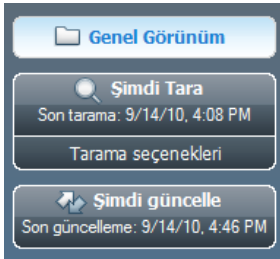 Genel Görünüm
Şimdi Tara
Son tarama: 9/14/10, 4:08 PM
Tarama seçenekleri
Şimdi güncelle
Son güncelleme: 9/14/10, 4:46 PM